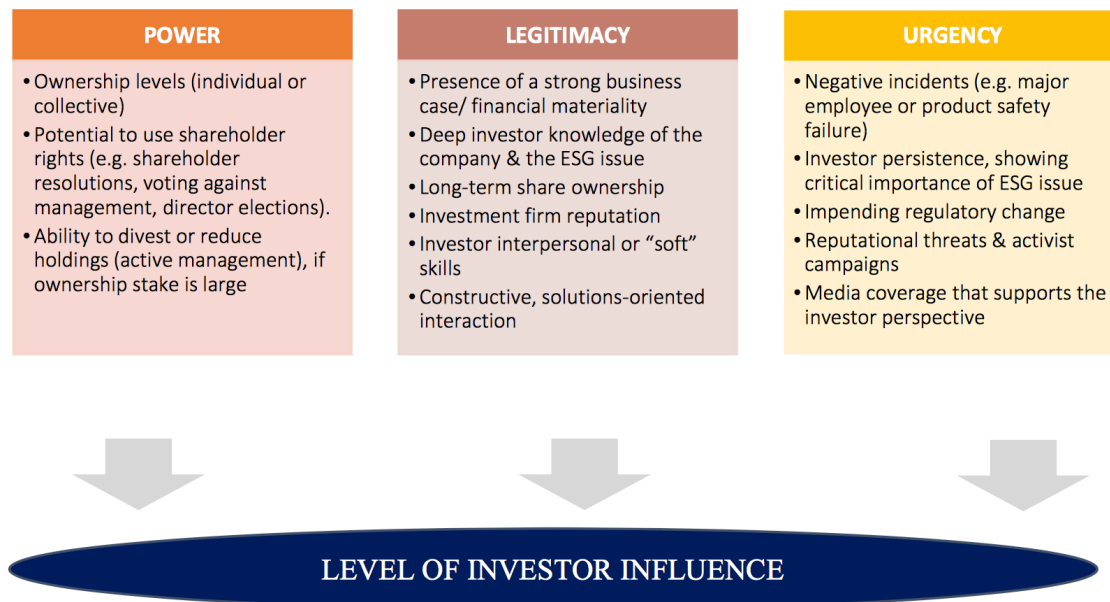 POWER
• Ownership levels (individual or
collective)
• Potential to use shareholder
rights (e.g. shareholder
resolutions, voting against
management, director elections).
• Ability to divest or reduce
holdings (active management), if
ownership stake is large
LEGITIMACY
• Presence of a strong business
case/ financial materiality
• Deep investor knowledge of the
company & the ESG issue
• Long-term share ownership
• Investment firm reputation
• Investor interpersonal or “soft”
skills
• Constructive, solutions-oriented
interaction
URGENCY
• Negative incidents (e.g. major
employee or product safety
failure)
• Investor persistence, showing
critical importance of ESG issue
• Impending regulatory change
• Reputational threats & activist
campaigns
• Media coverage that supports the
investor perspective
LEVEL OF INVESTOR INFLUENCE